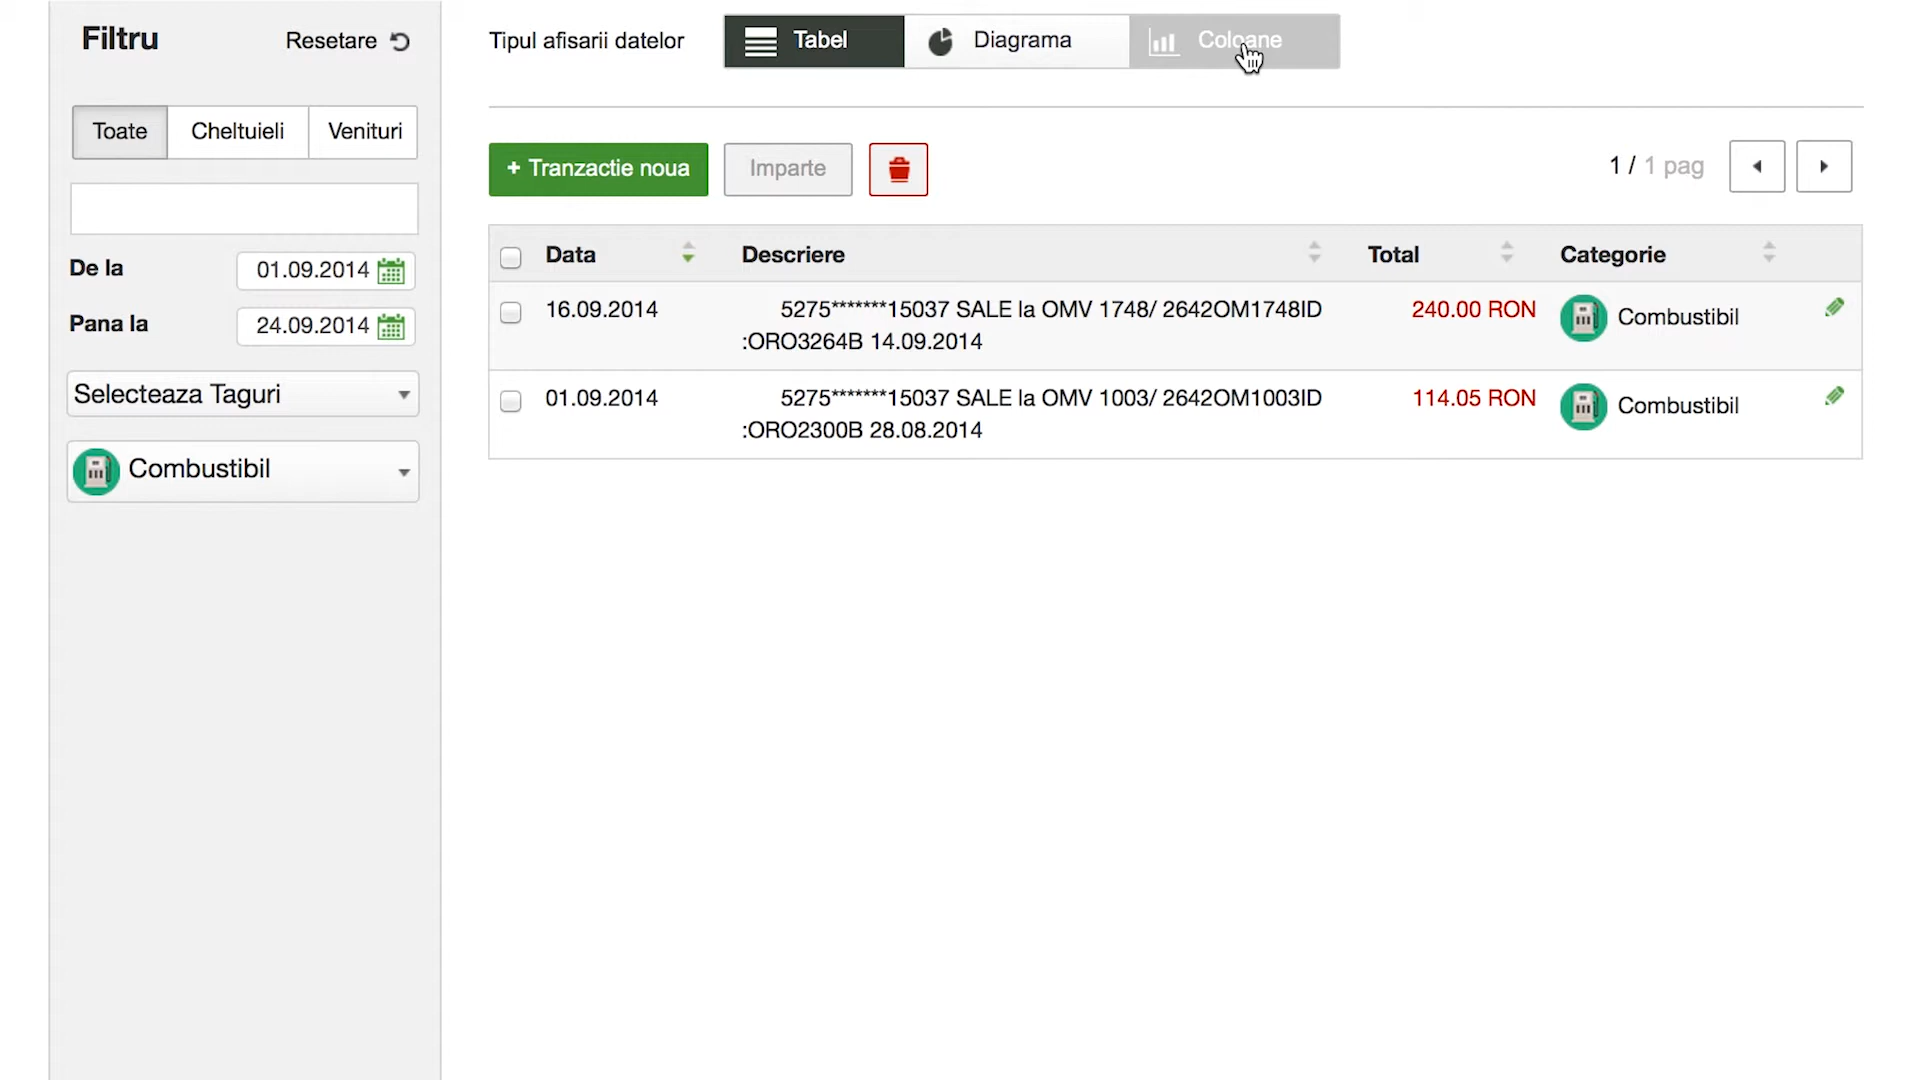 Filtru
Resetare
Tipul afisarii datelor
Tabel
Diagrama
Coloane
Toate
Cheltuieli
Venituri
+ Tranzactie noua
Imparte
1 / 1 pag
De la
01.09.2014
Pana la
24.09.2014
Selecteaza Taguri
Combustibil
Data
Descriere
Total
Categorie
16.09.2014
5275*******15037 SALE la OMV 1748/ 2642OM1748ID
:ORO3264B 14.09.2014
240.00 RON
Combustibil
01.09.2014
5275*******15037 SALE la OMV 1003/ 2642OM1003ID
:ORO2300B 28.08.2014
114.05 RON
Combustibil